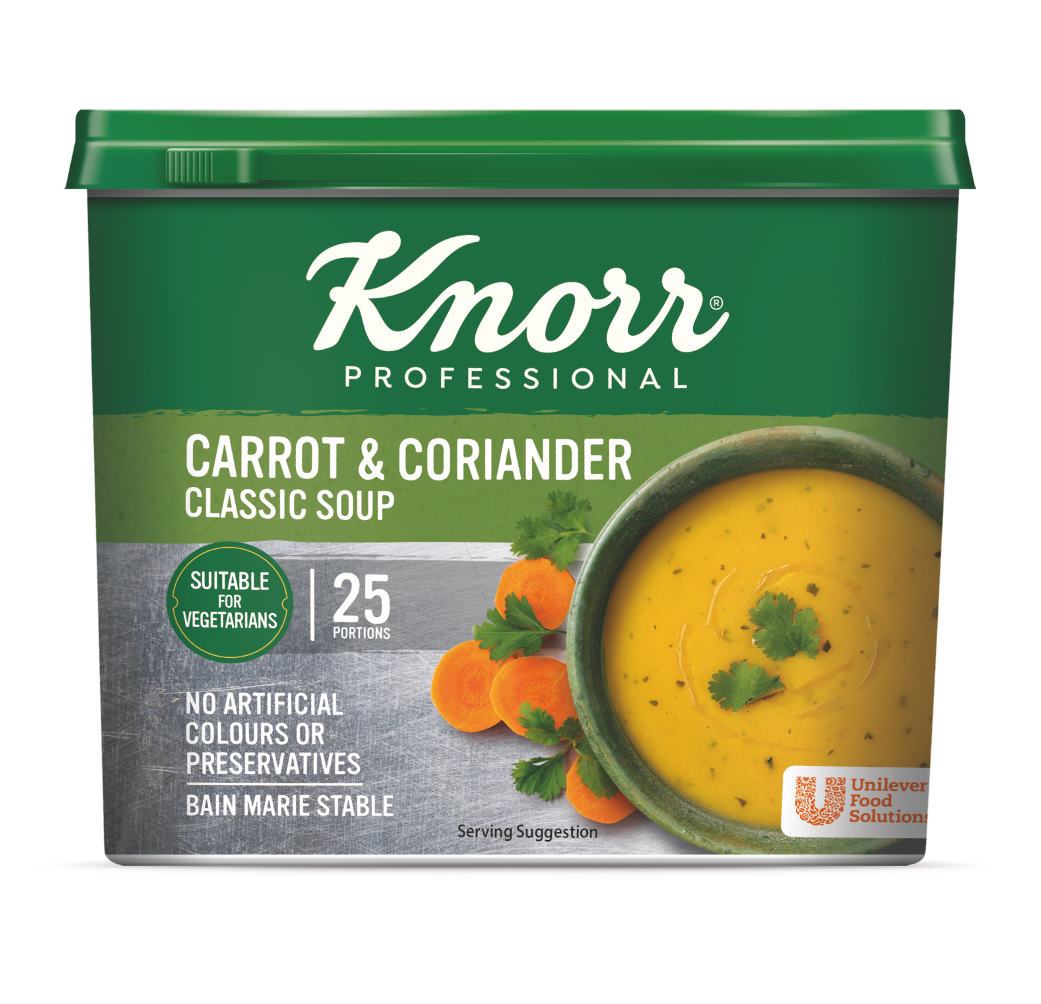 Knorr®
PROFESSIONAL
CARROT & CORIANDER
CLASSIC SOUP
SUITABLE
FOR
VEGETARIANS
25
PORTIONS
NO ARTIFICIAL
COLOURS OR
PRESERVATIVES
BAIN MARIE STABLE
Serving Suggestion
Unilever
Food
Solutions